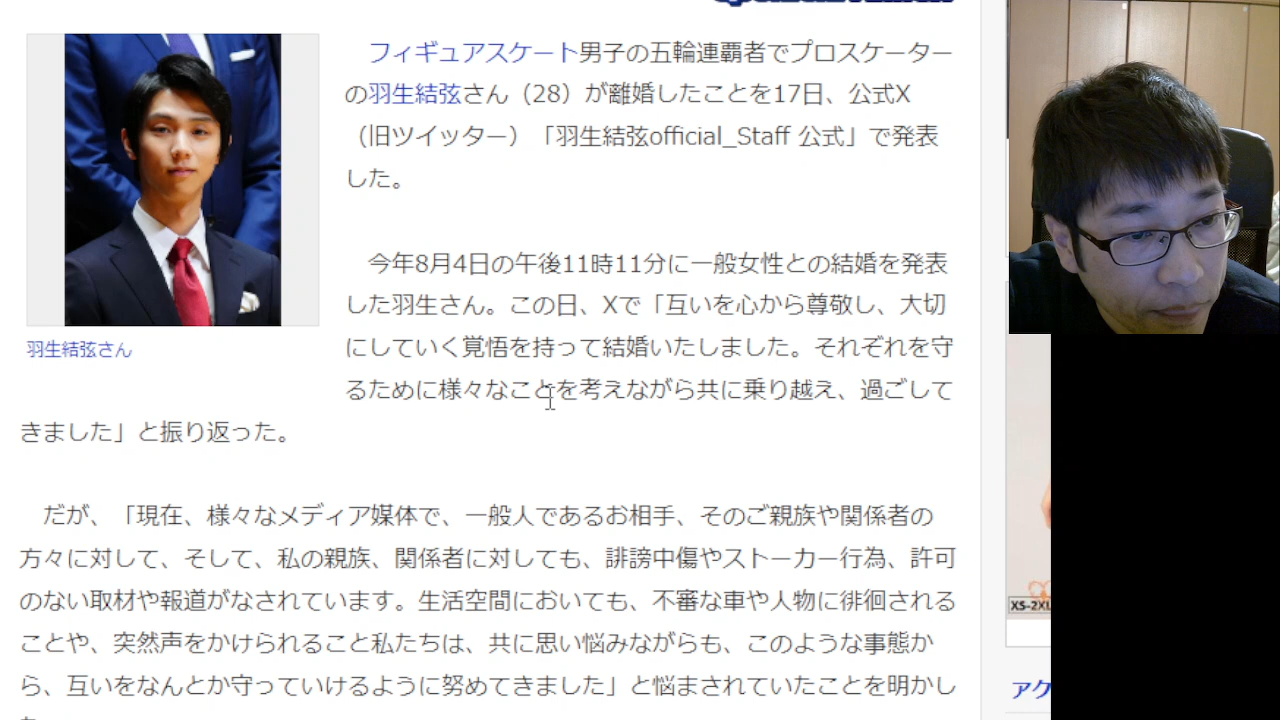 フィギュアスケート男子の五輪連覇者でプロスケーター
の羽生結弦さん（28）が離婚したことを17日、公式X
（旧ツイッター）「羽生結弦official_Staff 公式」で発表
した。
今年8月4日の午後11時11分に一般女性との結婚を発表
した羽生さん。この日、Xで「互いを心から尊敬し、大切
にしていく覚悟を持って結婚いたしました。それぞれを守
るために様々なことを考えながら共に乗り越え、過ごして
きました」と振り返った。
羽生結弦さん
だが、「現在、様々なメディア媒体で、一般人であるお相手、そのご親族や関係者の
方々に対して、そして、私の親族、関係者に対しても、誹謗中傷やストーカー行為、許可
のない取材や報道がなされています。生活空間においても、不審な車や人物に徘徊される
ことや、突然声をかけられること私たちは、共に思い悩みながらも、このような事態か
ら、互いをなんとか守っていけるように努めてきました」と悩まされていたことを明かし
XS-2XL
アク